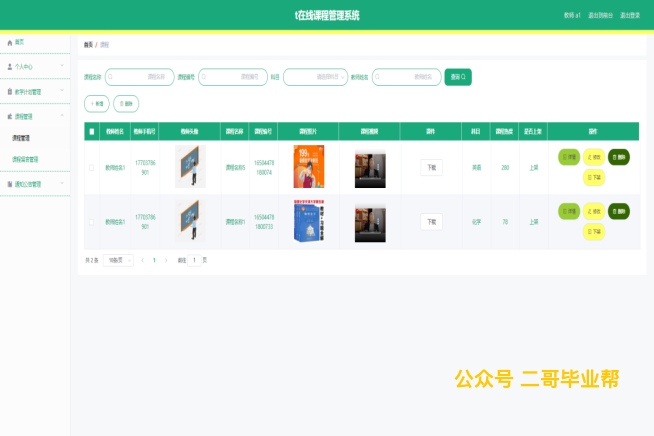 t在线课程管理系统
教师 a1 退出到前台 退出登录
首页
首页 / 课程
个人中心
教学计划管理
课程管理
课程管理
课程留言管理
通知公告管理
课程名称 课程名称 课程编号 课程编号 科目 请选择科目 教师姓名 教师姓名 查询
+ 新增 删除
教师姓名 教师手机号 教师头像 课程名称 课程编号 课程图片 课程视频 课件 科目 课程热度 是否上架 操作
教师姓名1 17703786901 课程名称5 下载 英语 280 上架 详情 修改 删除
下架
教师姓名1 17703786901 课程名称1 下载 化学 上架 详情 修改 删除
下架
共 2 条 10条/页 1 前往 1 页
公众号 二哥毕业帮